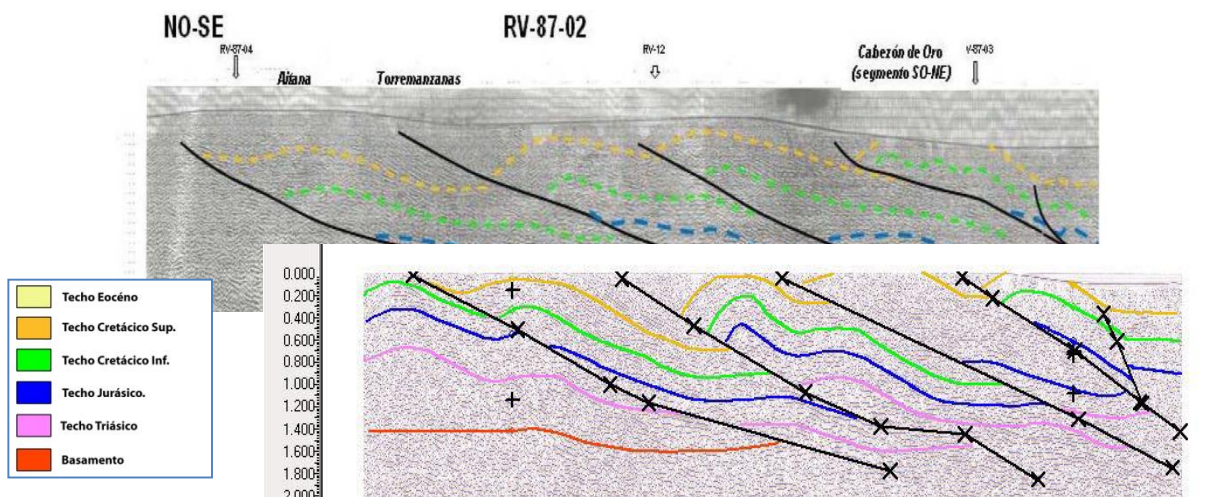 NO-SE
RV-87-02
RV-87-04
RV-12
Cabezón de Oro
(segmento SO-NE)
V-87-03
Aitana
Torremanzanas
Techo Eocéno
Techo Cretácico Sup.
Techo Cretácico Inf.
Techo Jurásico.
Techo Triásico
Basamento
0.000
0.200
0.400
0.600
0.800
1.000
1.200
1.400
1.600
1.800
2.000